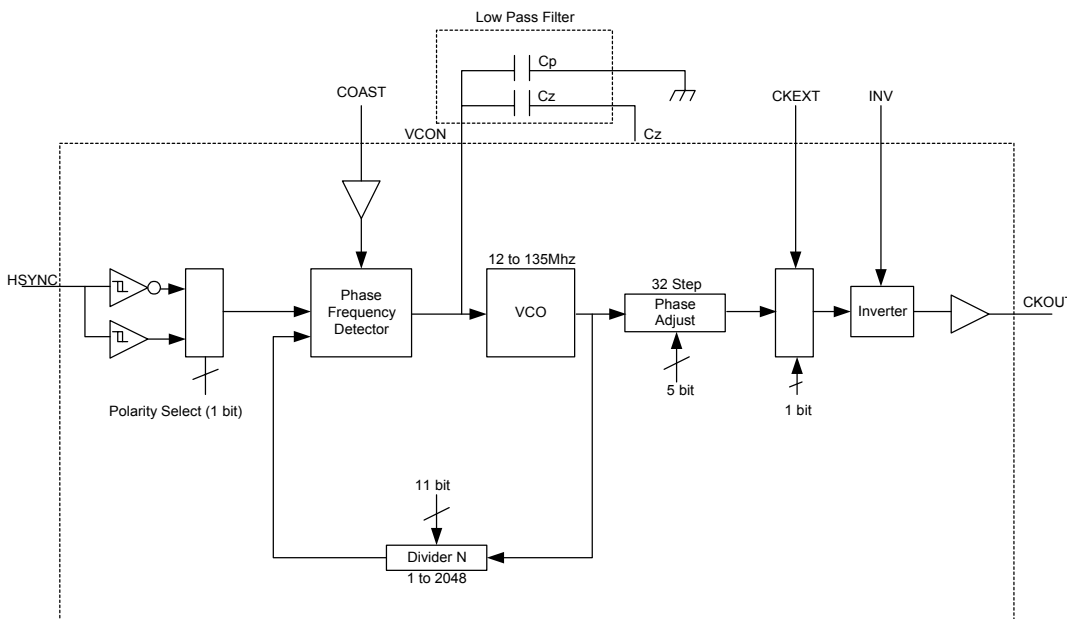 Low Pass Filter
Cp
COAST
Cz
CKEXT
INV
VCON
Cz
HSYNC
12 to 135Mhz
Phase
Frequency
Detector
VCO
32 Step
Phase
Adjust
Inverter
CKOUT
5 bit
1 bit
Polarity Select (1 bit)
11 bit
Divider N
1 to 2048